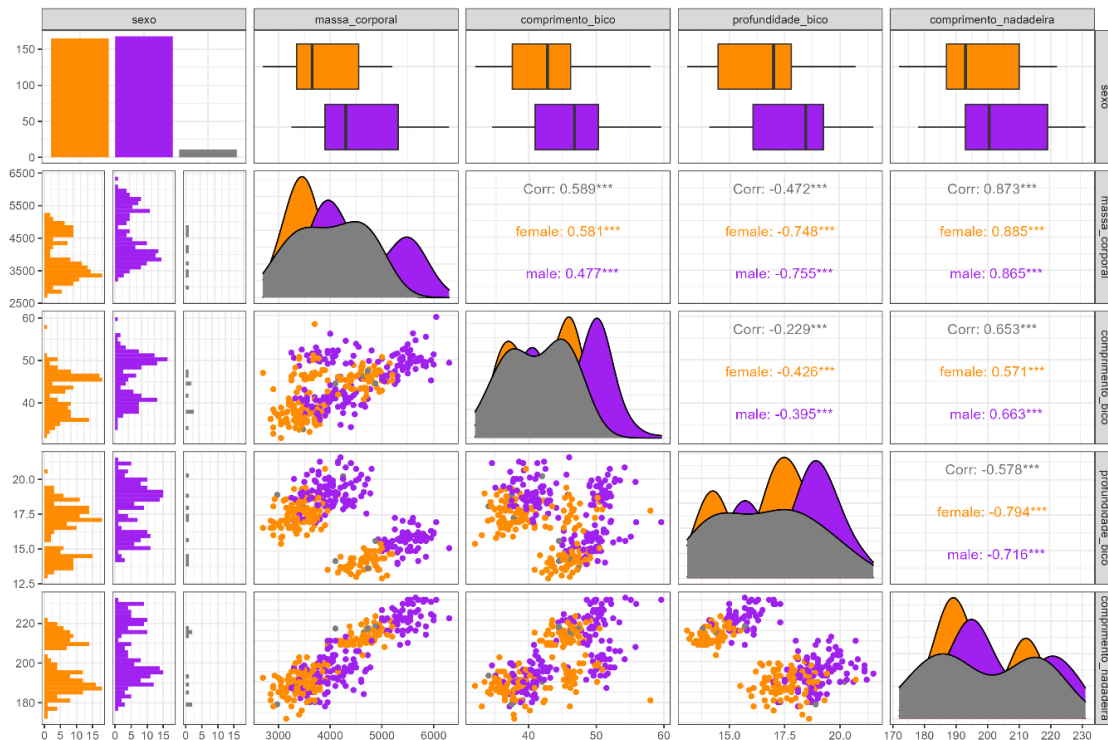 sexo massa_corporal comprimento_bico profundidade_bico comprimento_nadadeira
150
100
50
0
sexo
6500
5500
4500
3500
2500
Corr: 0.589***
female: 0.581***
male: 0.477***
Corr: -0.472***
female: -0.748***
male: -0.755***
Corr: 0.873***
female: 0.885***
male: 0.865***
massa_corporal
60
50
40
Corr: -0.229***
female: -0.426***
male: -0.395***
Corr: 0.653***
female: 0.571***
male: 0.663***
comprimento_bico
20.0
17.5
15.0
12.5
Corr: -0.578***
female: -0.794***
male: -0.716***
profundidade_bico
220
200
180
comprimento_nadadeira
0 5 10 15 0 5 10 15 0 5 10 15 3000 4000 5000 6000 40 50 60 15.0 17.5 20.0 170 180 190 200 210 220 230